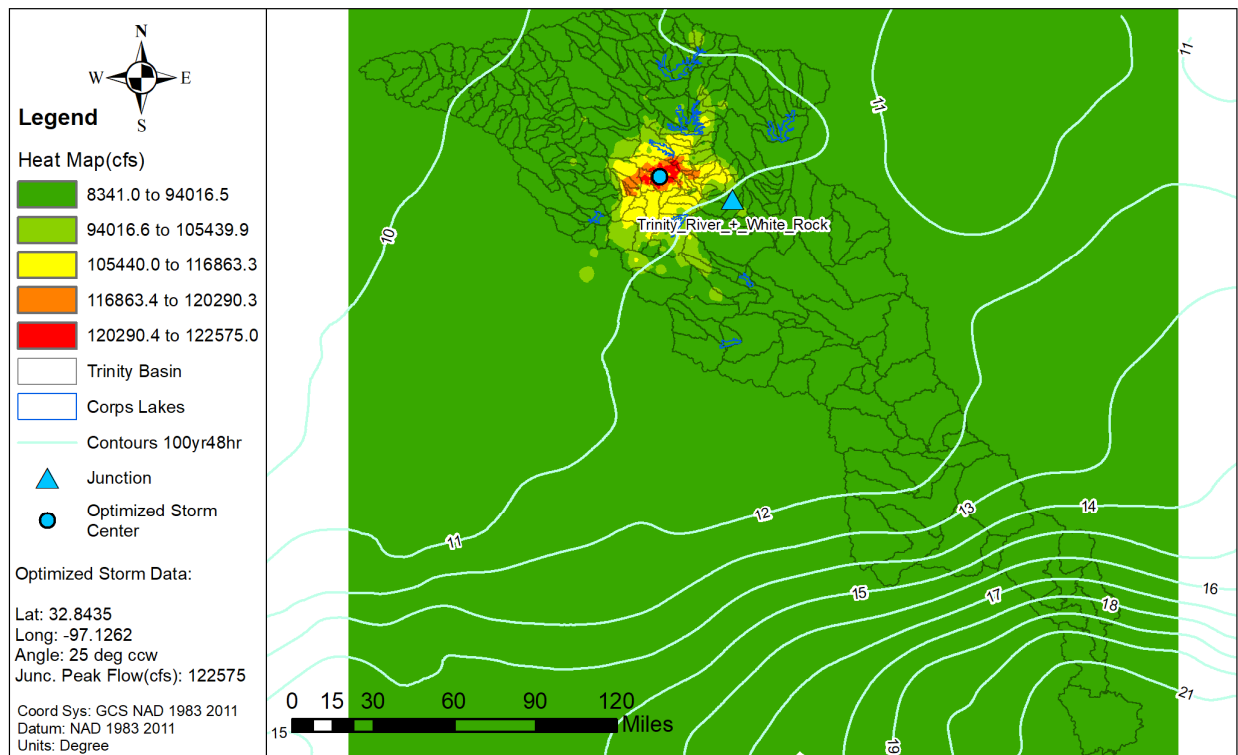 N
W
E
S
Legend
Heat Map(cfs)
8341.0 to 94016.5
94016.6 to 105439.9
105440.0 to 116863.3
116863.4 to 120290.3
120290.4 to 122575.0
Trinity Basin
Corps Lakes
Contours 100yr48hr
Junction
Optimized Storm
Center
Optimized Storm Data:
Lat: 32.8435
Long: -97.1262
Angle: 25 deg ccw
Junc. Peak Flow(cfs): 122575
Coord Sys: GCS NAD 1983 2011
Datum: NAD 1983 2011
Units: Degree
11
11
10
Trinity_River_+_White_Rock
12
13
14
11
15
17
16
18
21
19
15
0 15 30 60 90 120
Miles